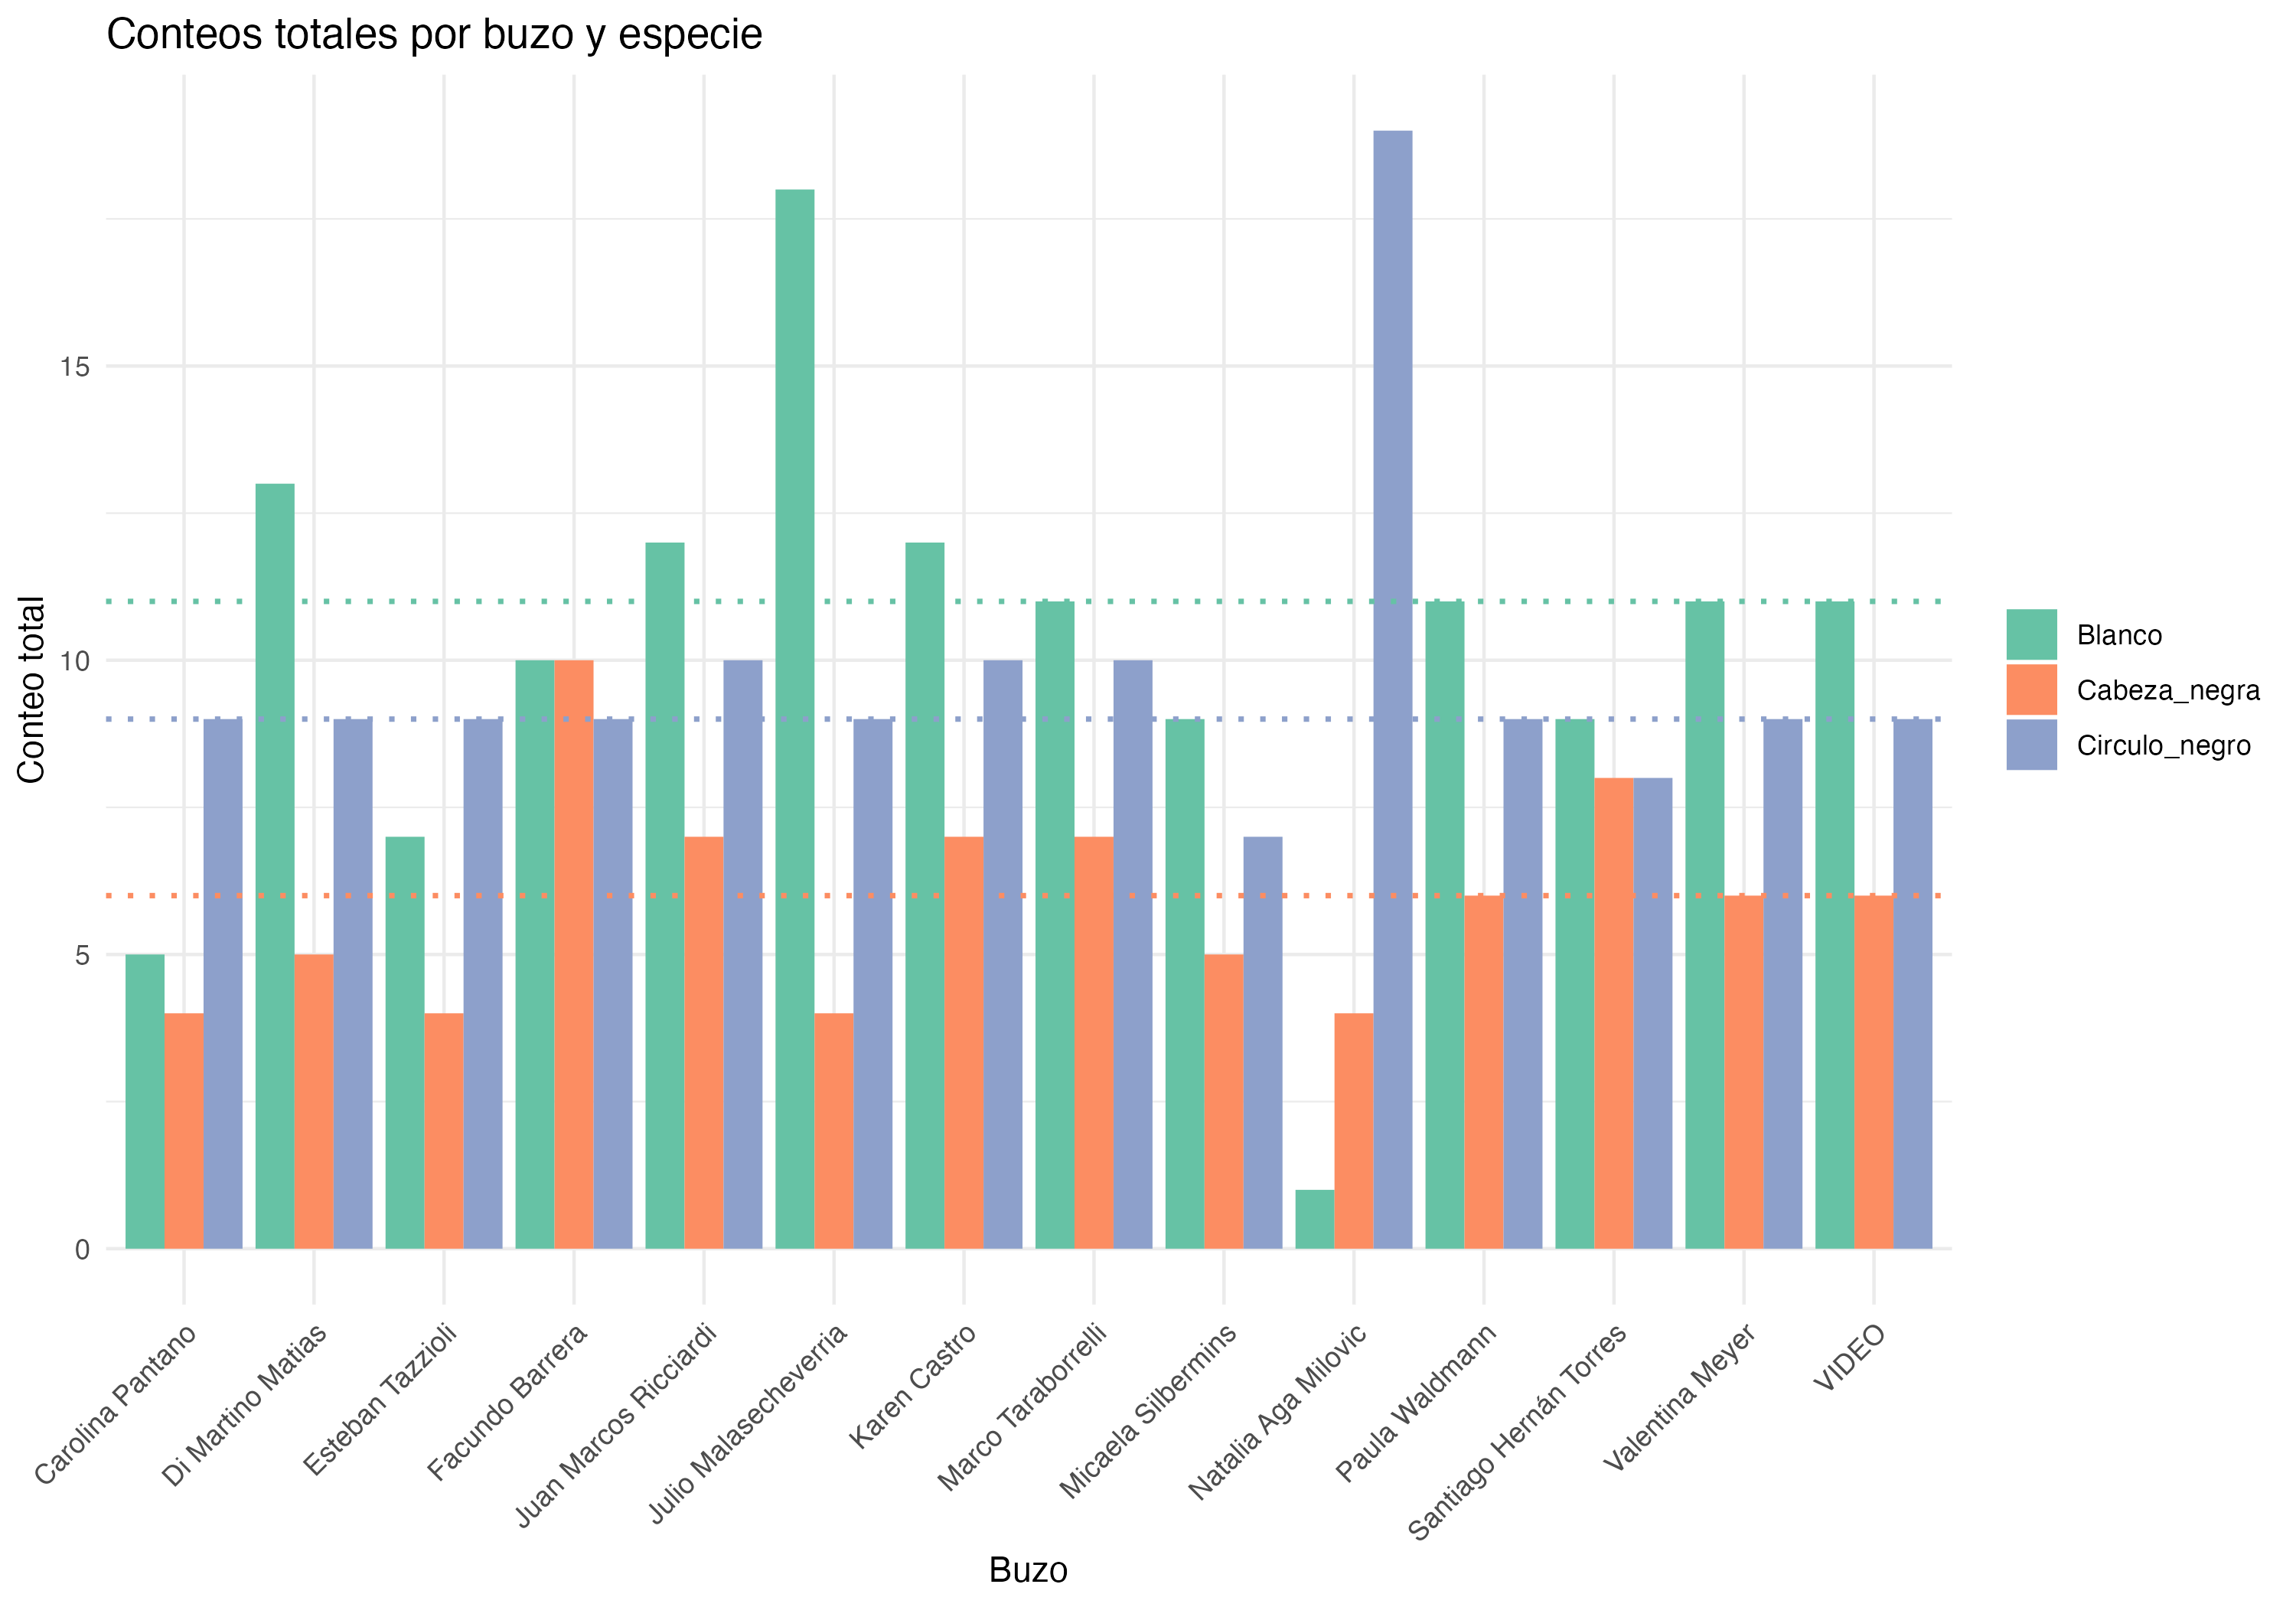 Conteos totales por buzo y especie
Conteo total
15
10
5
0
Blanco
Cabeza_negra
Circulo_negro
Carolina Pantano
Di Martino Matias
Esteban Tazzioli
Facundo Barrera
Juan Marcos Ricciardi
Julio Malasecheverria
Karen Castro
Marco Taraborrelli
Micaela Silbermins
Natalia Aga Milovic
Paula Waldmann
Santiago Hernán Torres
Valentina Meyer
VIDEO
Buzo